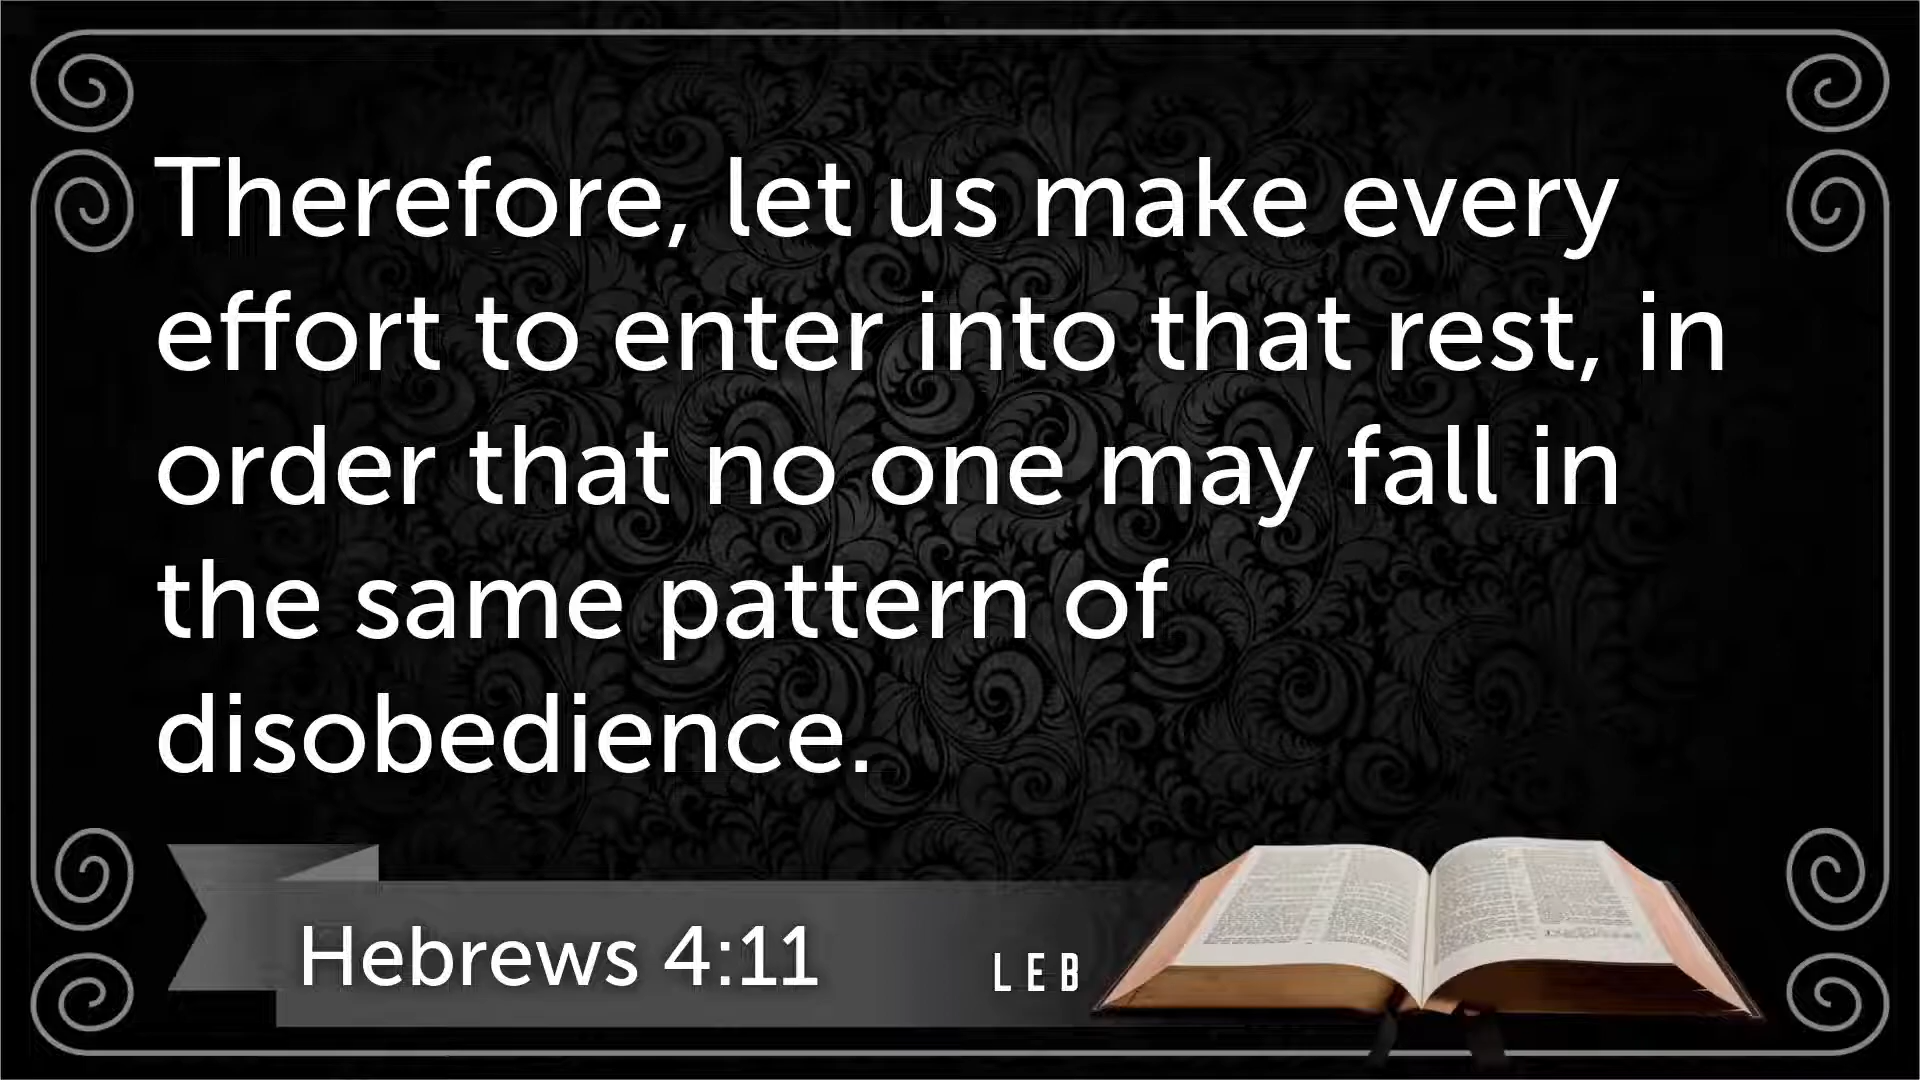 Therefore, let us make every
effort to enter into that rest, in
order that no one may fall in
the same pattern of
disobedience.
Hebrews 4:11
LEB